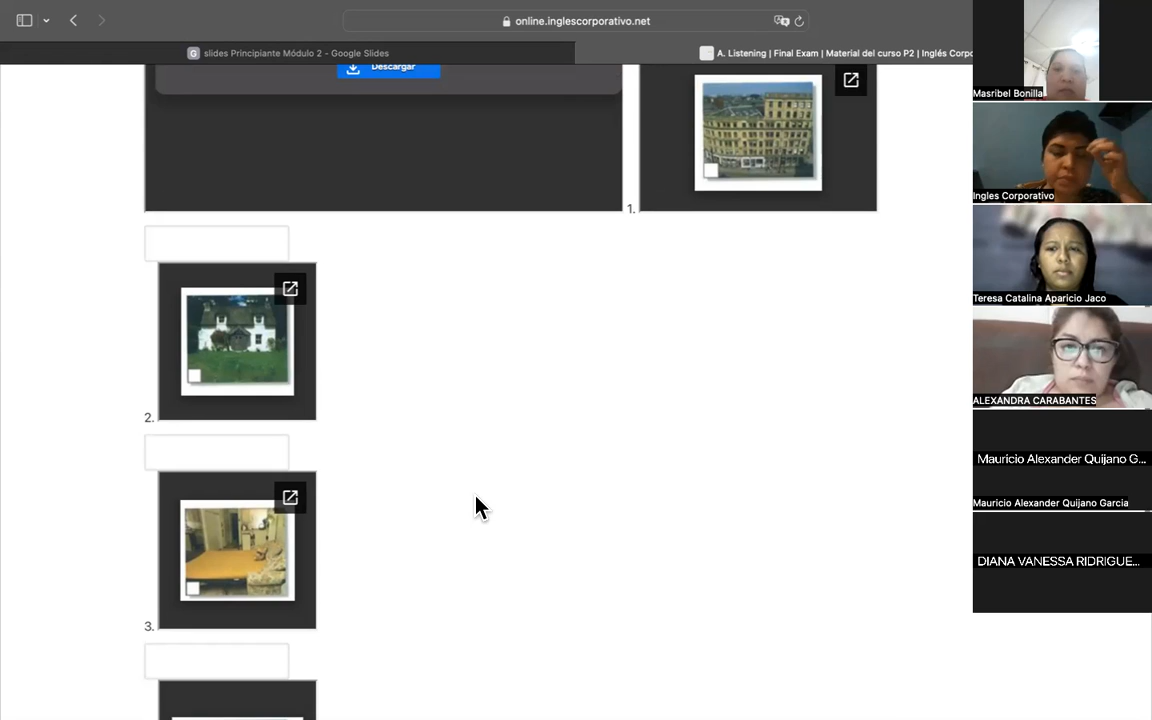 online.inglescorporativo.net
slides Principiante Módulo 2 - Google Slides
A. Listening | Final Exam | Material del curso P2 | Inglés Corpo
Descargar
1.
2.
3.
Masribel Bonilla
Ingles Corporativo
Teresa Catalina Aparicio Jaco
ALEXANDRA CARABANTES
Mauricio Alexander Quijano G...
Mauricio Alexander Quijano Garcia
DIANA VANESSA RIDRIGUE...